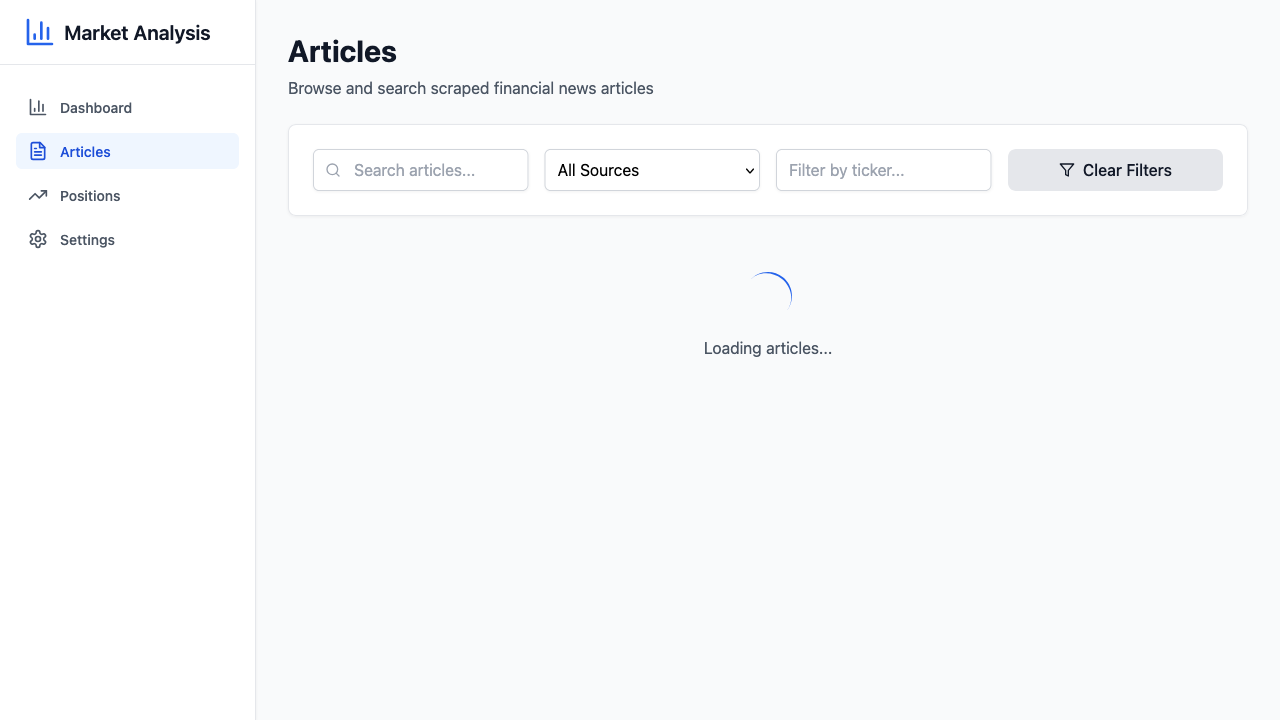 Market Analysis
Dashboard
Articles
Positions
Settings
Articles
Browse and search scraped financial news articles
Search articles...
All Sources
Filter by ticker...
Clear Filters
Loading articles...